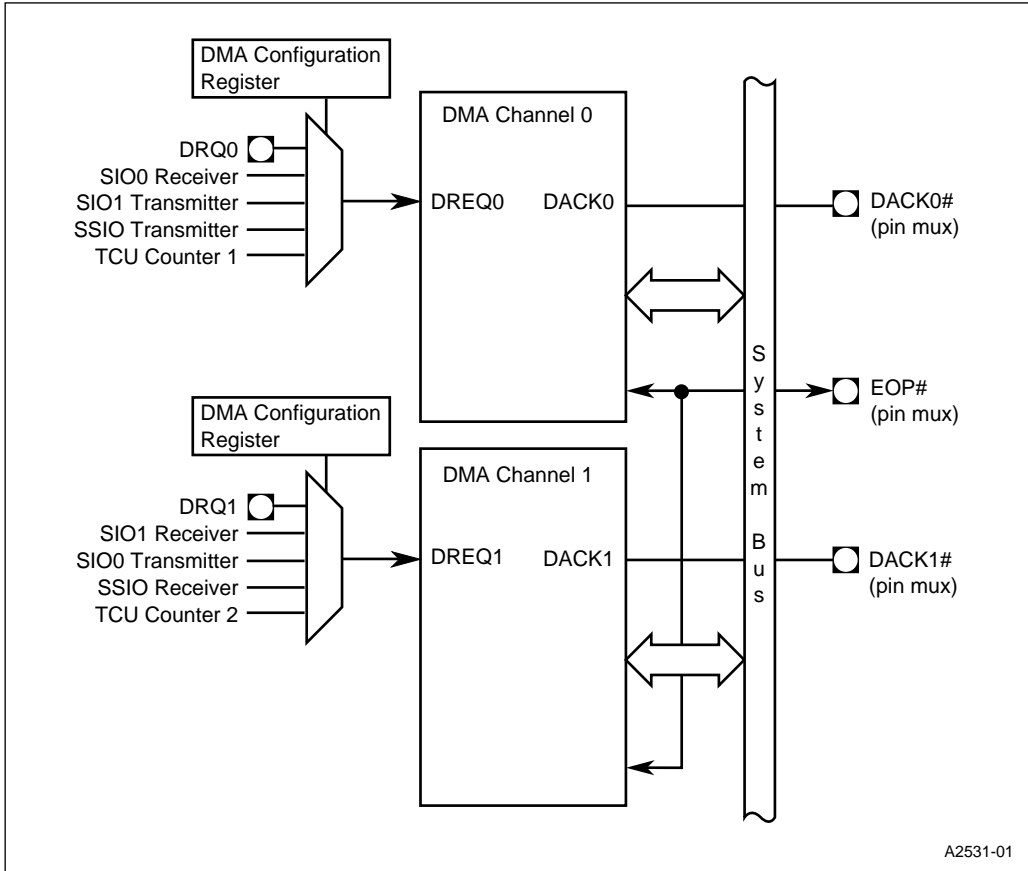 DMA Configuration
Register
DRQ0
SIO0 Receiver
SIO1 Transmitter
SSIO Transmitter
TCU Counter 1
DMA Channel 0
DREQ0
DACK0
DACK0#
(pin mux)
EOP#
(pin mux)
DMA Configuration
Register
DRQ1
SIO1 Receiver
SIO0 Transmitter
SSIO Receiver
TCU Counter 2
DMA Channel 1
DREQ1
DACK1
System Bus
DACK1#
(pin mux)
A2531-01